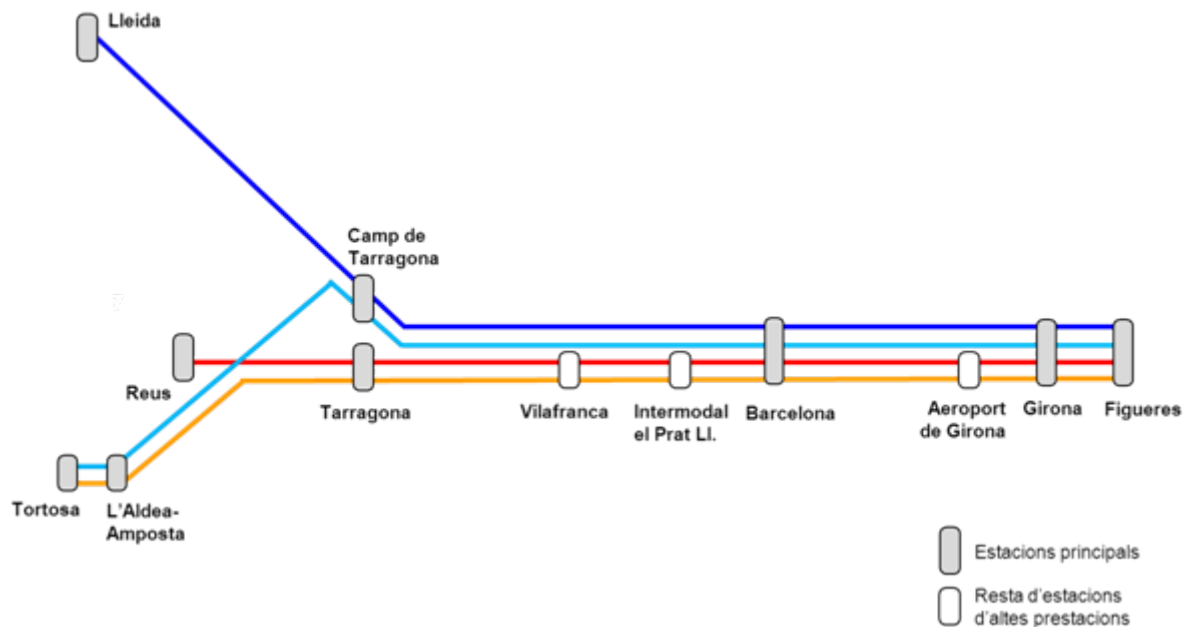 Lleida
Camp de
Tarragona
Reus
Tarragona
Vilafranca
Intermodal
el Prat Ll.
Barcelona
Aeroport
de Girona
Girona
Figueres
Tortosa
L'Aldea-
Amposta
Estacions principals
Resta d'estacions
d'altes prestacions